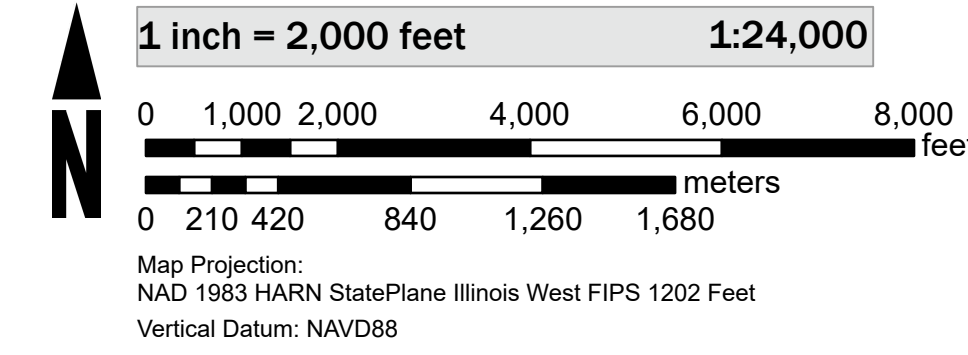 1 inch = 2,000 feet 1:24,000
0 1,000 2,000 4,000 6,000 8,000
feet
meters
0 210 420 840 1,260 1,680
N
Map Projection:
NAD 1983 HARN StatePlane Illinois West FIPS 1202 Feet
Vertical Datum: NAVD88